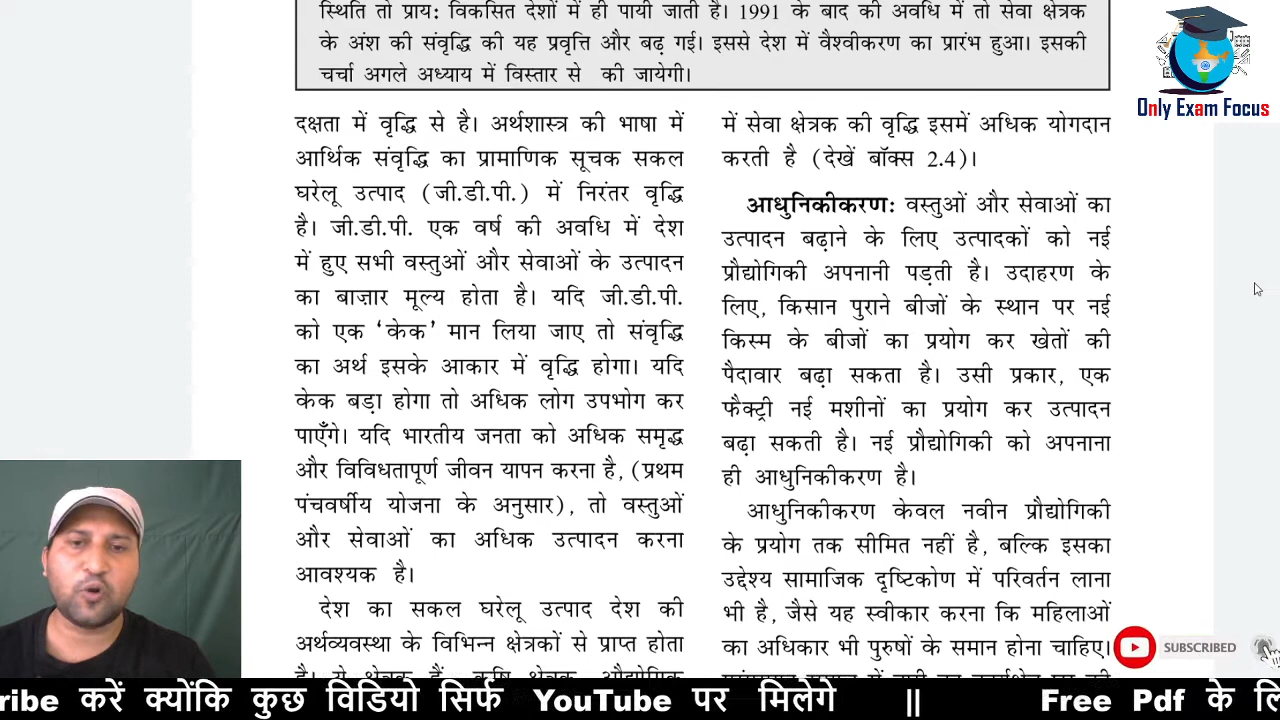 स्थिति तो प्राय: विकसित देशों में ही पायी जाती है। 1991 के बाद की अवधि में तो सेवा क्षेत्रक
के अंश की संवृद्धि की यह प्रवृत्ति और बढ़ गई। इससे देश में वैश्वीकरण का प्रारंभ हुआ। इसकी
चर्चा अगले अध्याय में विस्तार से की जायेगी।
दक्षता में वृद्धि से है। अर्थशास्त्र की भाषा में
आर्थिक संवृद्धि का प्रामाणिक सूचक सकल
घरेलू उत्पाद (जी.डी.पी.) में निरंतर वृद्धि
है। जी.डी.पी. एक वर्ष की अवधि में देश
में हुए सभी वस्तुओं और सेवाओं के उत्पादन
का बाज़ार मूल्य होता है। यदि जी.डी.पी.
को एक ‘केक’ मान लिया जाए तो संवृद्धि
का अर्थ इसके आकार में वृद्धि होगा। यदि
केक बड़ा होगा तो अधिक लोग उपभोग कर
पाएँगे। यदि भारतीय जनता को अधिक समृद्ध
और विविधतापूर्ण जीवन यापन करना है, (प्रथम
पंचवर्षीय योजना के अनुसार), तो वस्तुओं
और सेवाओं का अधिक उत्पादन करना
आवश्यक है।
देश का सकल घरेलू उत्पाद देश की
अर्थव्यवस्था के विभिन्न क्षेत्रकों से प्राप्त होता
है। ये क्षेत्रक हैं- कृषि क्षेत्रक, औद्योगिक
में सेवा क्षेत्रक की वृद्धि इसमें अधिक योगदान
करती है (देखें बॉक्स 2.4)।
आधुनिकीकरण: वस्तुओं और सेवाओं का
उत्पादन बढ़ाने के लिए उत्पादकों को नई
प्रौद्योगिकी अपनानी पड़ती है। उदाहरण के
लिए, किसान पुराने बीजों के स्थान पर नई
किस्म के बीजों का प्रयोग कर खेतों की
पैदावार बढ़ा सकता है। उसी प्रकार, एक
फैक्ट्री नई मशीनों का प्रयोग कर उत्पादन
बढ़ा सकती है। नई प्रौद्योगिकी को अपनाना
ही आधुनिकीकरण है।
आधुनिकीकरण केवल नवीन प्रौद्योगिकी
के प्रयोग तक सीमित नहीं है, बल्कि इसका
उद्देश्य सामाजिक दृष्टिकोण में परिवर्तन लाना
भी है, जैसे यह स्वीकार करना कि महिलाओं
का अधिकार भी पुरुषों के समान होना चाहिए।
Only Exam Focus
SUBSCRIBED
cribe करें क्योंकि कुछ विडियो सिर्फ YouTube पर मिलेगे || Free Pdf के लि